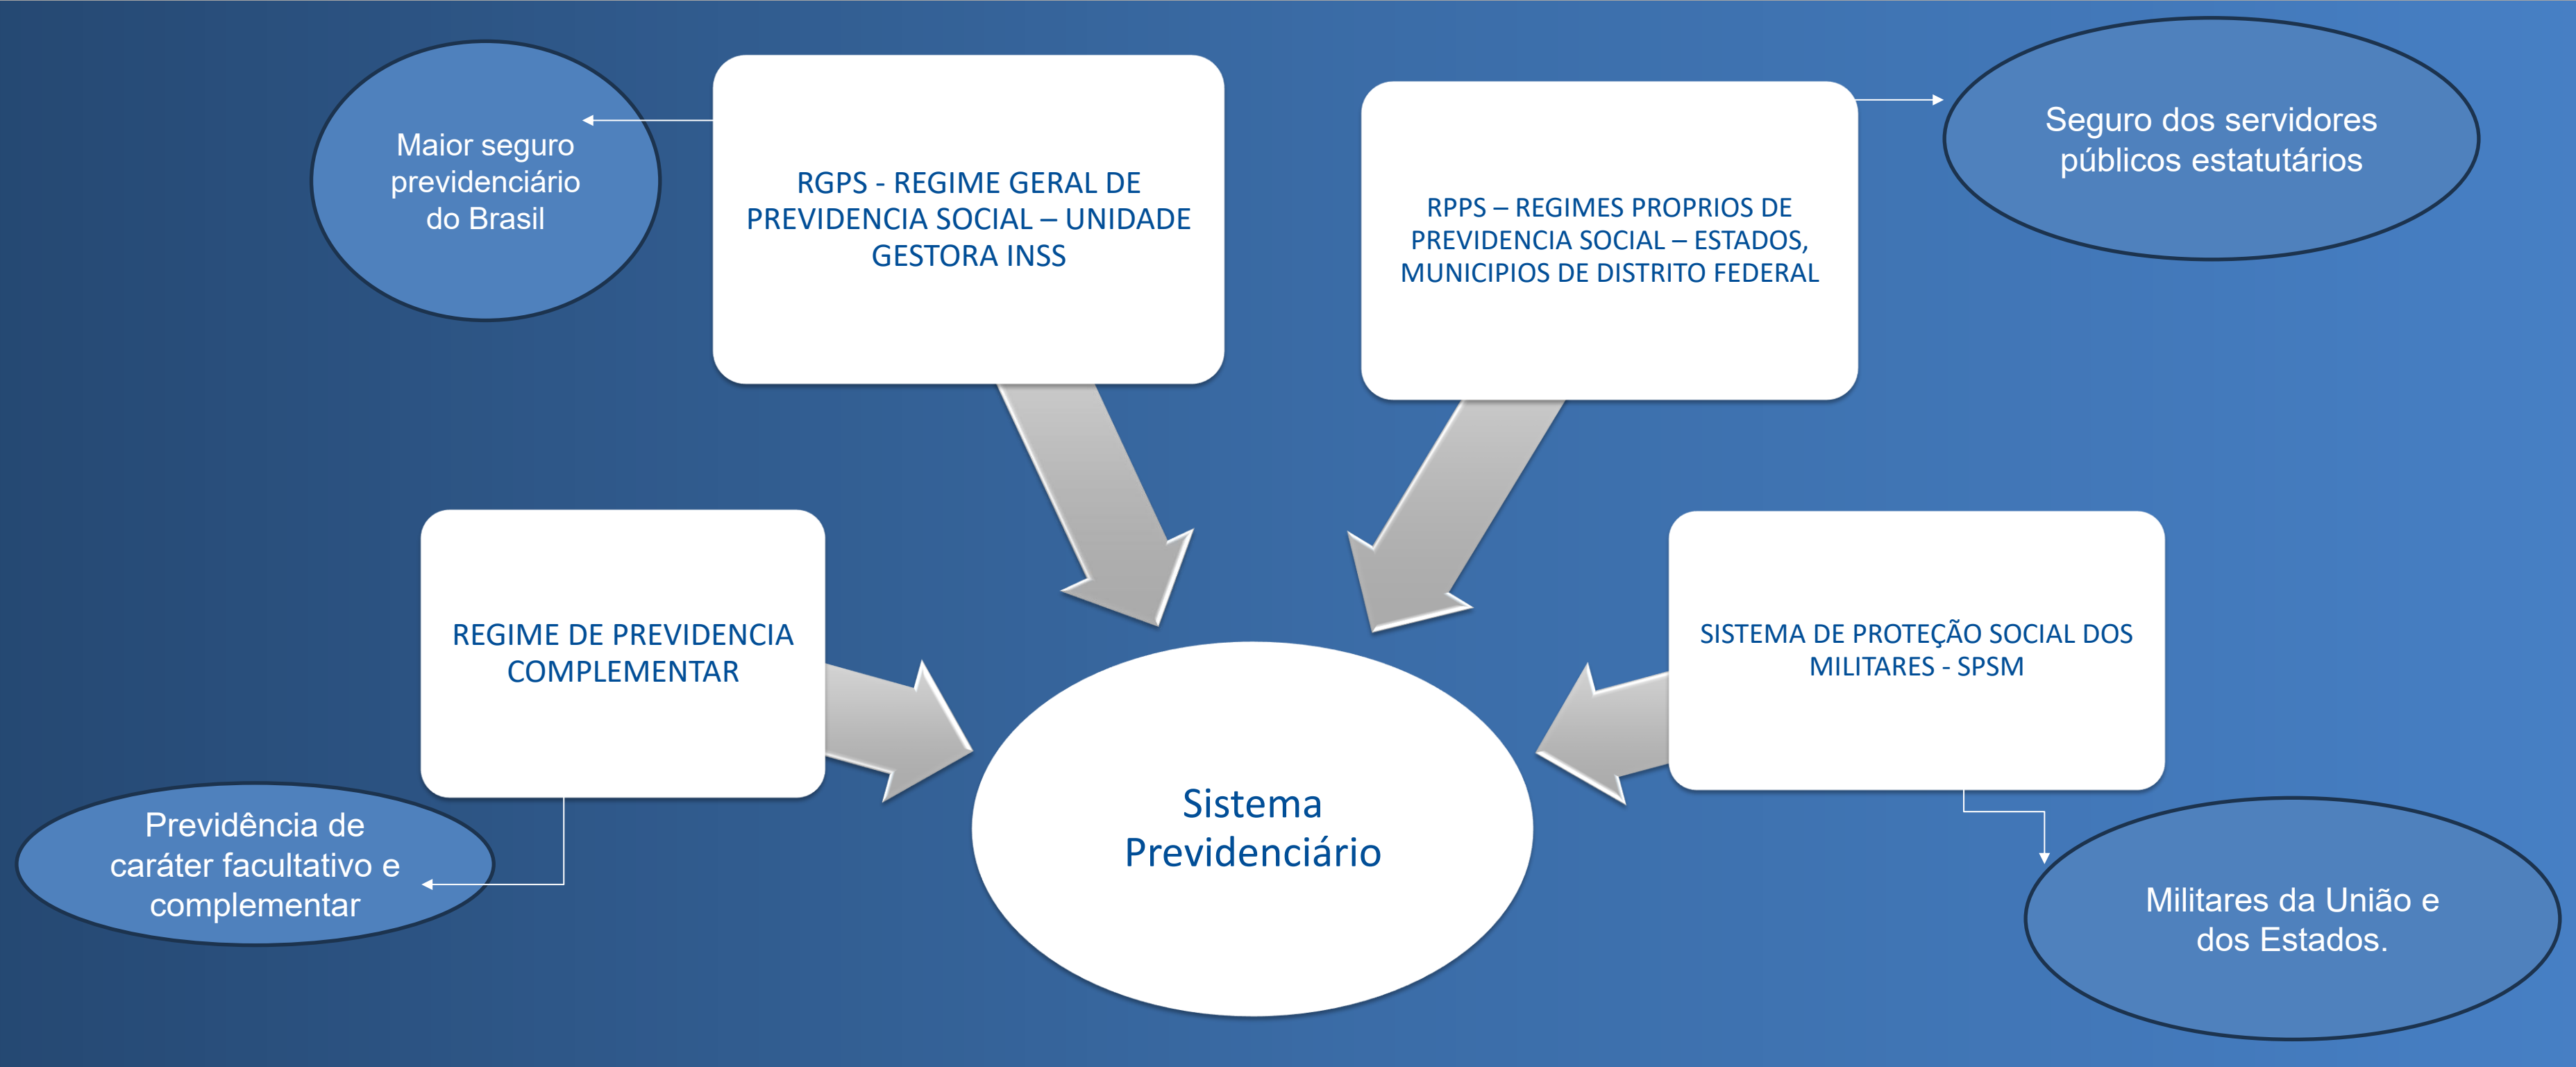 Maior seguro
previdenciário
do Brasil
RGPS - REGIME GERAL DE
PREVIDENCIA SOCIAL – UNIDADE
GESTORA INSS
RPPS – REGIMES PROPRIOS DE
PREVIDENCIA SOCIAL – ESTADOS,
MUNICIPIOS DE DISTRITO FEDERAL
Seguro dos servidores
públicos estatutários
REGIME DE PREVIDENCIA
COMPLEMENTAR
SISTEMA DE PROTEÇÃO SOCIAL DOS
MILITARES - SPSM
Previdência de
caráter facultativo e
complementar
Sistema
Previdenciário
Militares da União e
dos Estados.